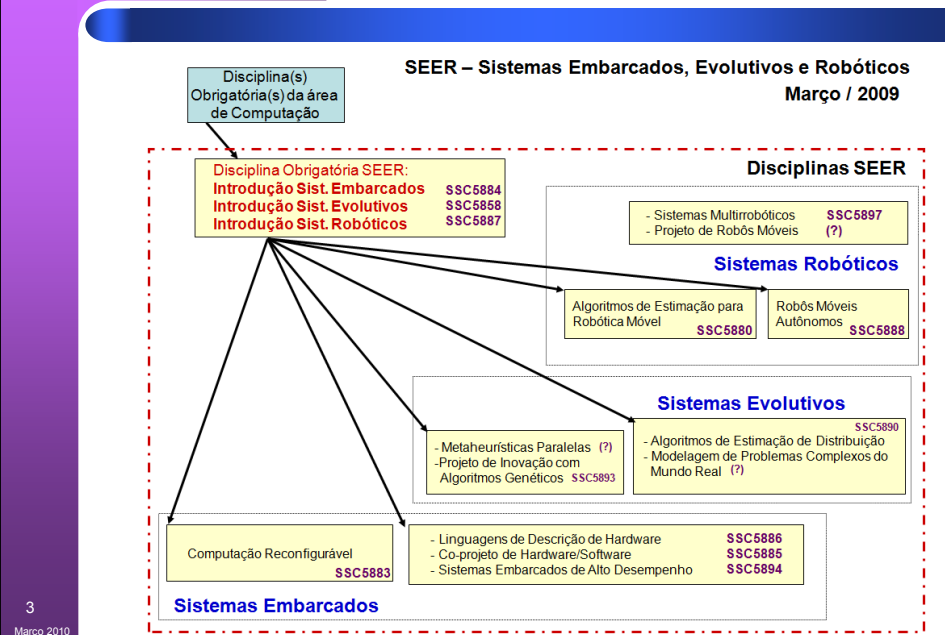 SEER – Sistemas Embarcados, Evolutivos e Robóticos
Março / 2009
Disciplina(s)
Obrigatória(s) da área
de Computação
Disciplinas SEER
Disciplina Obrigatória SEER:
Introdução Sist. Embarcados SSC5884
Introdução Sist. Evolutivos SSC5858
Introdução Sist. Robóticos SSC5887
- Sistemas Multirrobóticos SSC5897
- Projeto de Robôs Móveis (?)
Sistemas Robóticos
Algoritmos de Estimação para
Robótica Móvel SSC5880
Robôs Móveis
Autônomos SSC5888
Sistemas Evolutivos
- Metaheurísticas Paralelas (?)
-Projeto de Inovação com
Algoritmos Genéticos SSC5893
SSC5890
- Algoritmos de Estimação de Distribuição
- Modelagem de Problemas Complexos do
Mundo Real (?)
Computação Reconfigurável
SSC5883
- Linguagens de Descrição de Hardware SSC5886
- Co-projeto de Hardware/Software SSC5885
- Sistemas Embarcados de Alto Desempenho SSC5894
Sistemas Embarcados
3
Março 2010